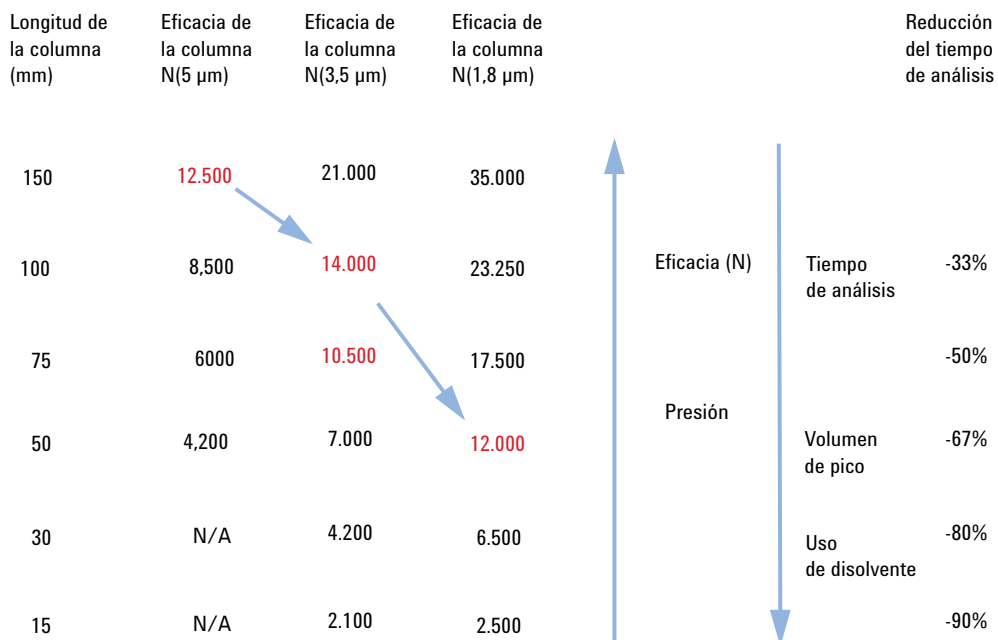 Longitud de
la columna
(mm)
Eficacia de
la columna
N(5 µm)
Eficacia de
la columna
N(3,5 µm)
Eficacia de
la columna
N(1,8 µm)
Reducción
del tiempo
de análisis
150 12.500 21.000 35.000
100 8,500 14.000 23.250 Eficacia (N) Tiempo
de análisis
-33%
75 6000 10.500 17.500 -50%
Presión
50 4,200 7.000 12.000 Volumen
de pico
-67%
30 N/A 4.200 6.500 Uso
de disolvente
-80%
15 N/A 2.100 2.500 -90%